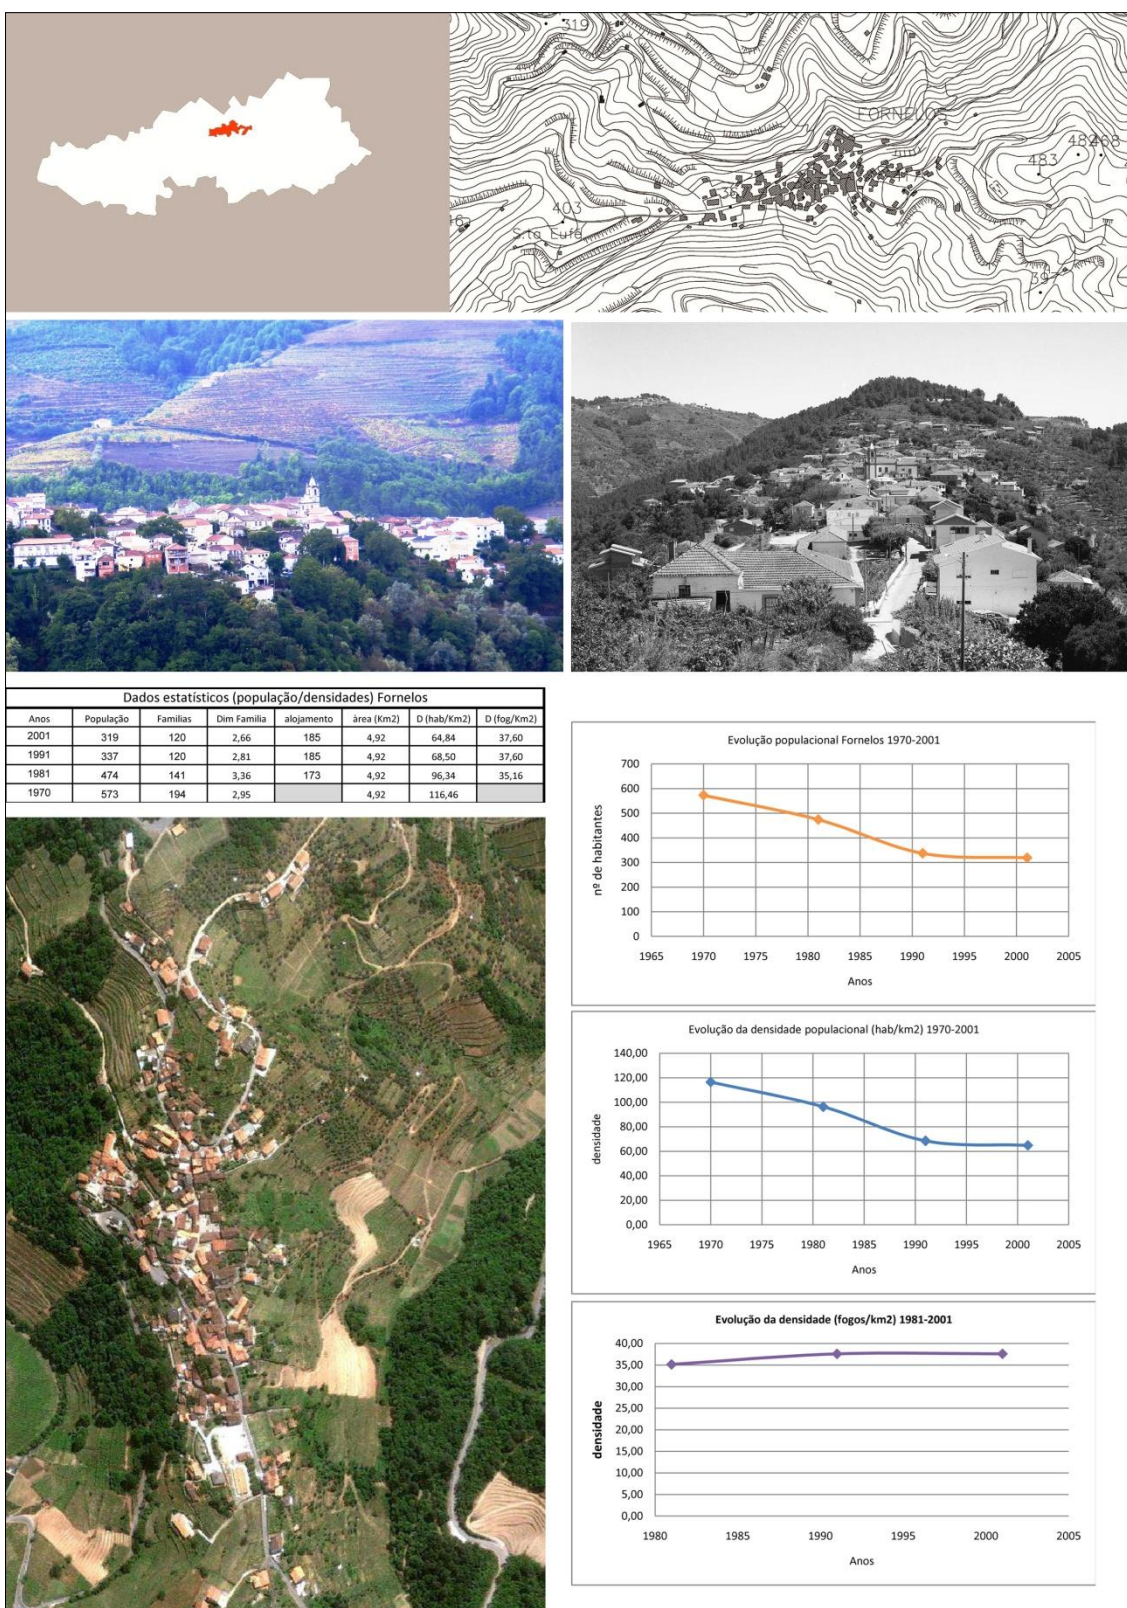 319
FORNELOS
482 468
483
403
S.ta Eufé
397
Dados estatísticos (população/densidades) Fornelos
Anos População Familias Dim Familia alojamento área (Km2) D (hab/Km2) D (fog/Km2)
2001 319 120 2,66 185 4,92 64,84 37,60
1991 337 120 2,81 185 4,92 68,50 37,60
1981 474 141 3,36 173 4,92 96,34 35,16
1970 573 194 2,95 4,92 116,46
Evolução populacional Fornelos 1970-2001
nº de habitantes
700
600
500
400
300
200
100
0
1965 1970 1975 1980 1985 1990 1995 2000 2005
Anos
Evolução da densidade populacional (hab/km2) 1970-2001
densidade
140,00
120,00
100,00
80,00
60,00
40,00
20,00
0,00
1965 1970 1975 1980 1985 1990 1995 2000 2005
Anos
Evolução da densidade (fogos/km2) 1981-2001
densidade
40,00
35,00
30,00
25,00
20,00
15,00
10,00
5,00
0,00
1980 1985 1990 1995 2000 2005
Anos